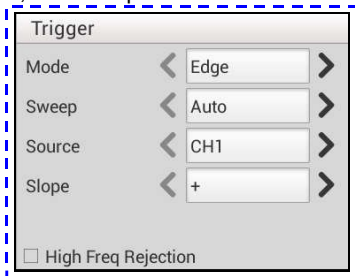 Trigger
Mode Edge
Sweep Auto
Source CH1
Slope +
High Freq Rejection